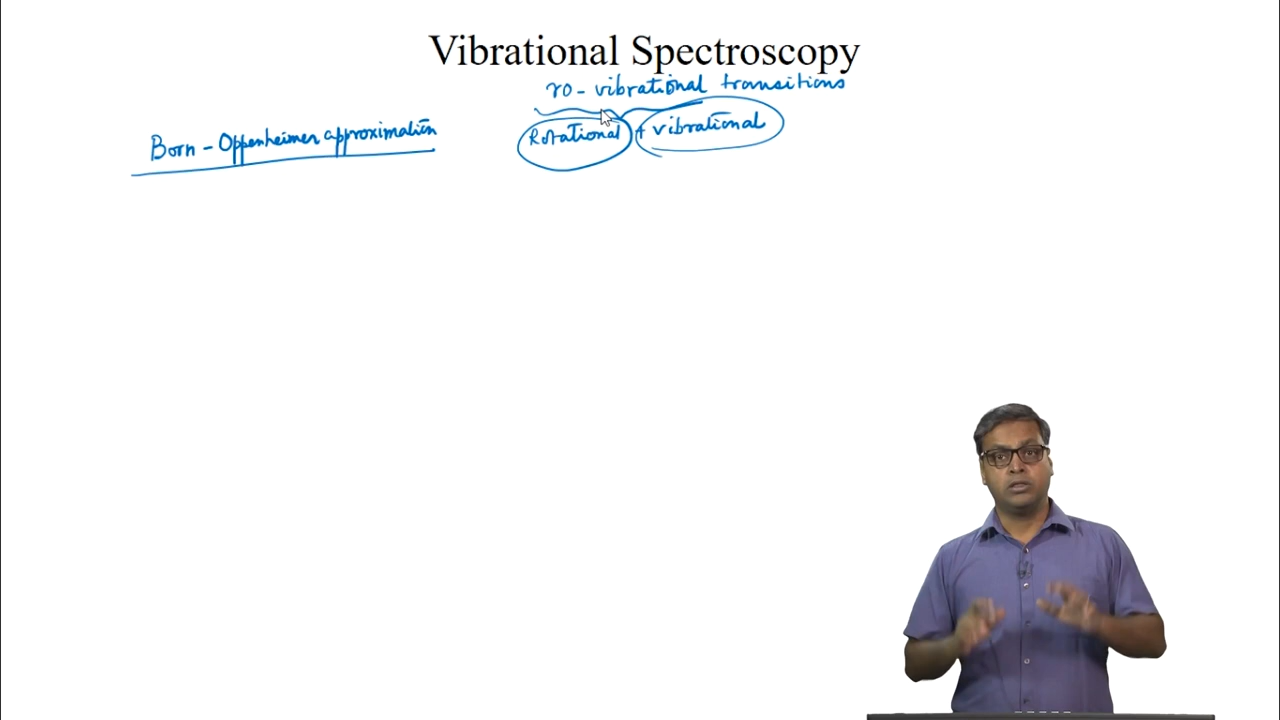 Vibrational Spectroscopy
ro - vibrational transitions
Born - Oppenheimer approximation
Rotational + vibrational